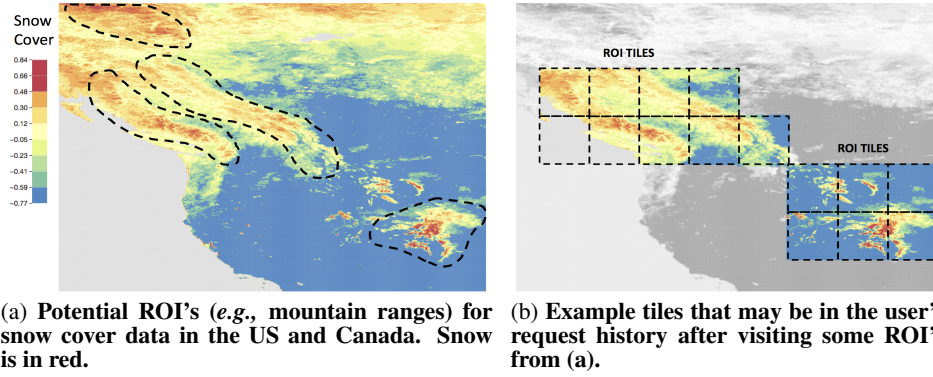 Snow
Cover
0.84
0.66
0.48
0.30
0.12
−0.05
−0.23
−0.41
−0.59
−0.77
ROI TILES
ROI TILES
(a) Potential ROI's (e.g., mountain ranges) for
snow cover data in the US and Canada. Snow
is in red.
(b) Example tiles that may be in the user'
request history after visiting some ROI'
from (a).